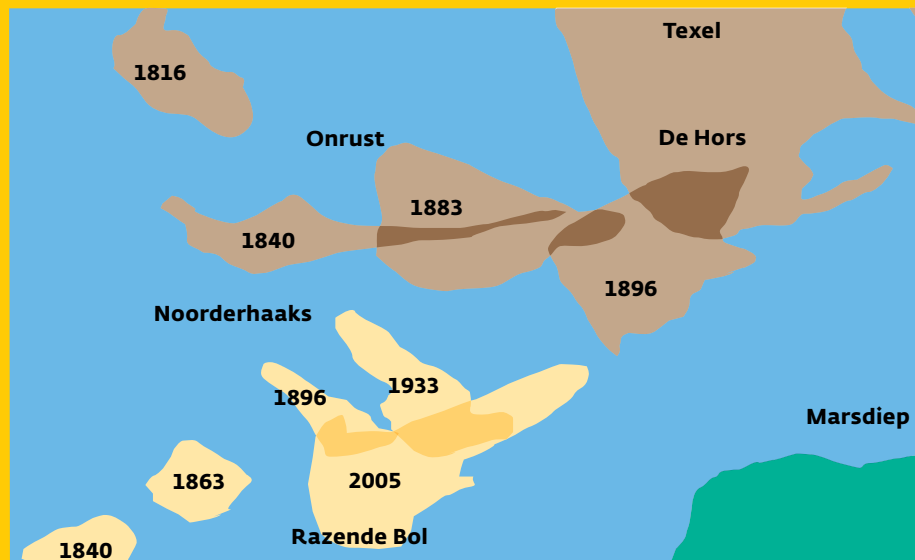 Texel
1816
Onrust
De Hors
1883
1840
1896
Noorderhaaks
1933
1896
Marsdiep
1863
2005
Razende Bol
1840